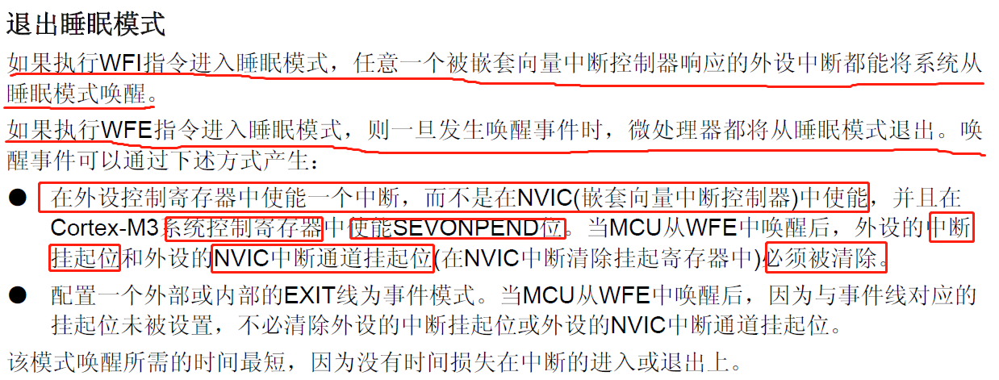 退出睡眠模式
如果执行WFI指令进入睡眠模式，任意一个被嵌套向量中断控制器响应的外设中断都能将系统从
睡眠模式唤醒。
如果执行WFE指令进入睡眠模式，则一旦发生唤醒事件时，微处理器都将从睡眠模式退出。唤
醒事件可以通过下述方式产生：
● 在外设控制寄存器中使能一个中断，而不是在NVIC(嵌套向量中断控制器)中使能，并且在
Cortex-M3系统控制寄存器中使能SEVONPEND位。当MCU从WFE中唤醒后，外设的中断
挂起位和外设的NVIC中断通道挂起位(在NVIC中断清除挂起寄存器中)必须被清除。
● 配置一个外部或内部的EXIT线为事件模式。当MCU从WFE中唤醒后，因为与事件线对应的
挂起位未被设置，不必清除外设的中断挂起位或外设的NVIC中断通道挂起位。
该模式唤醒所需的时间最短，因为没有时间损失在中断的进入或退出上。